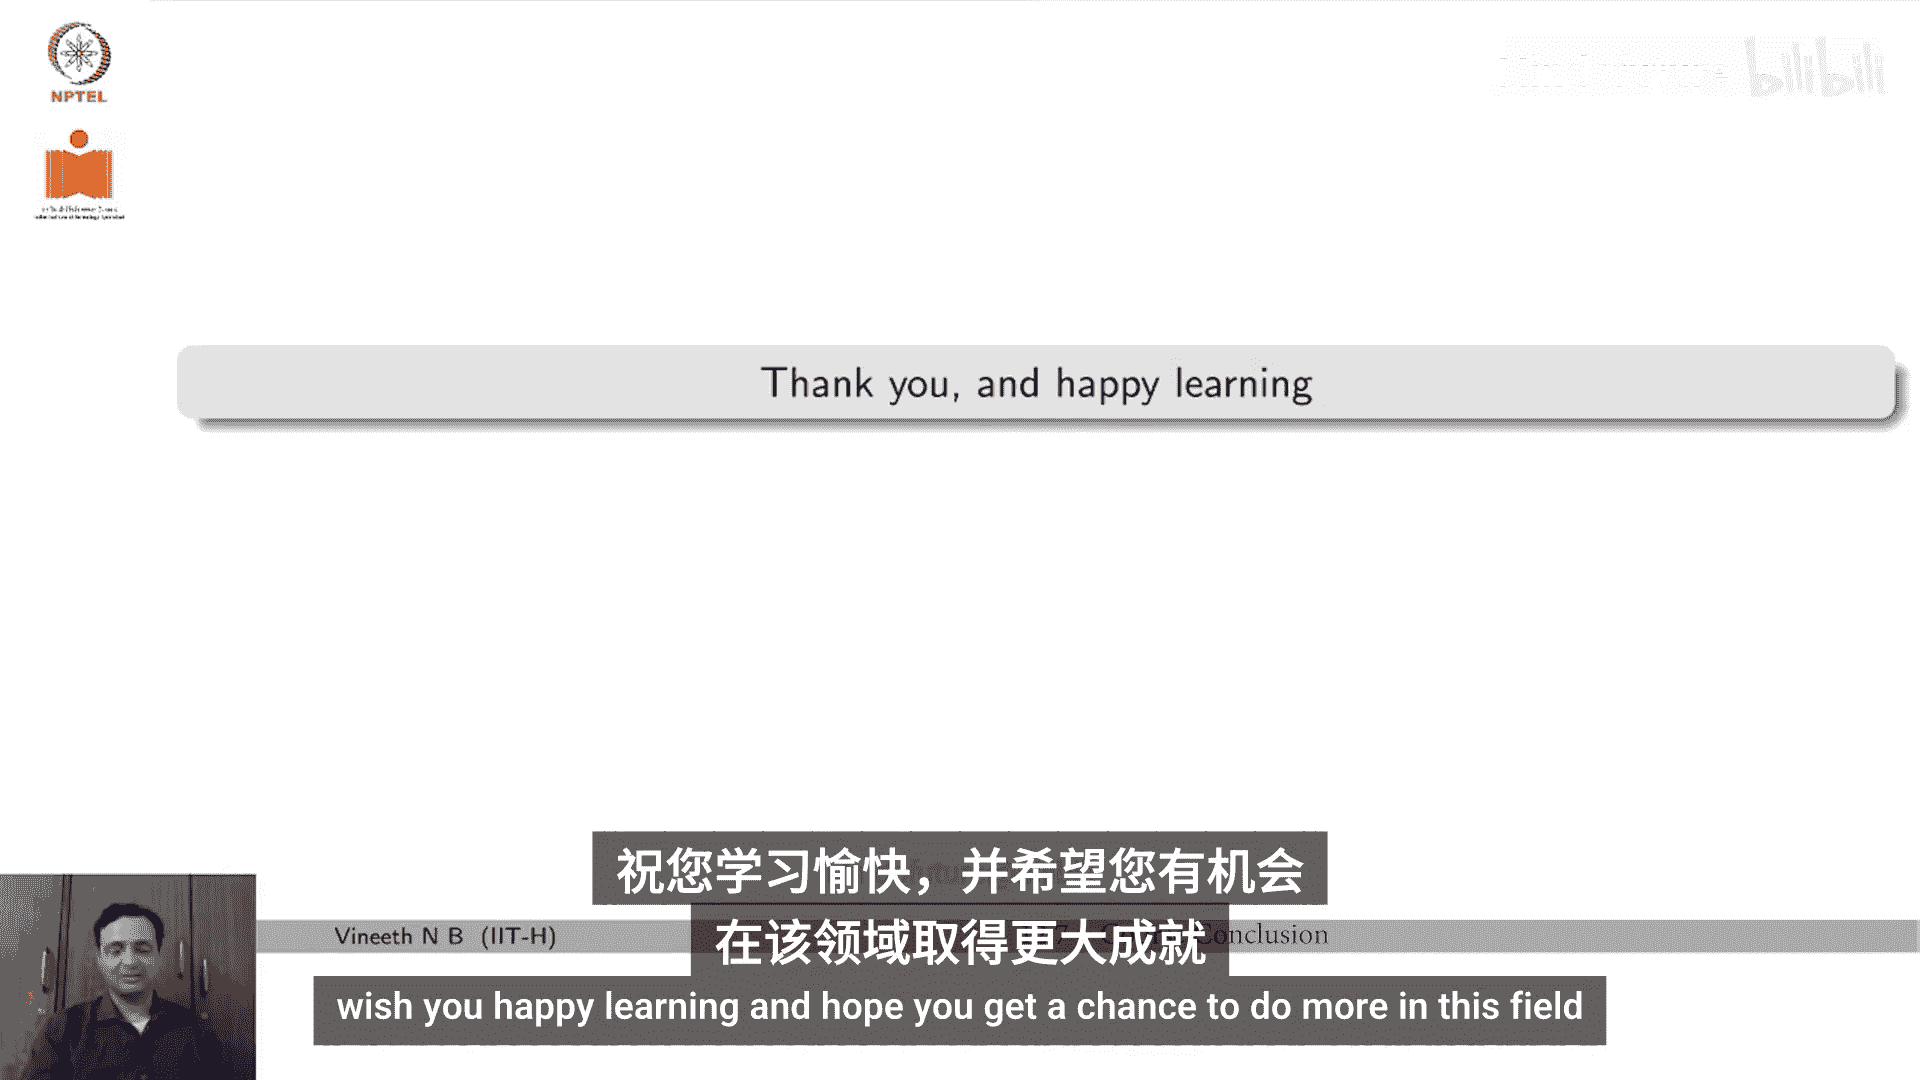 NPTEL
bilibili
Thank you, and happy learning
祝您学习愉快，并希望您有机会
Vineeth N B (IIT-H)
Conclusion
在该领域取得更大成就
wish you happy learning and hope you get a chance to do more in this field